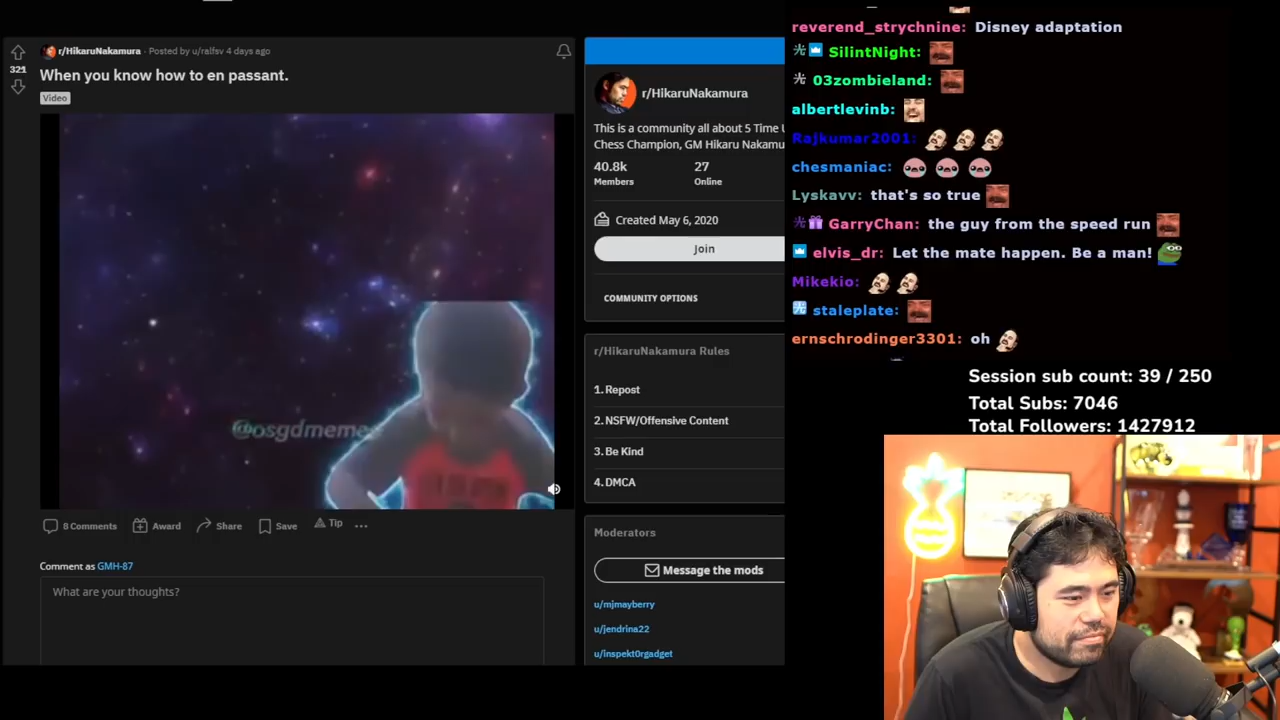 r/HikaruNakamura · Posted by u/ralfsv 4 days ago
321
When you know how to en passant.
Video
@osgdmemes
8 Comments
Award
Share
Save
Tip
Comment as GMH-87
What are your thoughts?
r/HikaruNakamura
This is a community all about 5 Time U
Chess Champion, GM Hikaru Nakamu
40.8k
27
Members
Online
Created May 6, 2020
Join
COMMUNITY OPTIONS
r/HikaruNakamura Rules
1. Repost
2. NSFW/Offensive Content
3. Be Kind
4. DMCA
Moderators
Message the mods
u/mjmayberry
u/jendrina22
u/inspekt0rgadget
reverend_strychnine: Disney adaptation
SilintNight:
03zombieland:
albertlevinb:
Rajkumar2001:
chesmaniac:
Lyskavv: that's so true
GarryChan: the guy from the speed run
elvis_dr: Let the mate happen. Be a man!
Mikekio:
staleplate:
ernschrodinger3301: oh
Session sub count: 39 / 250
Total Subs: 7046
Total Followers: 1427912